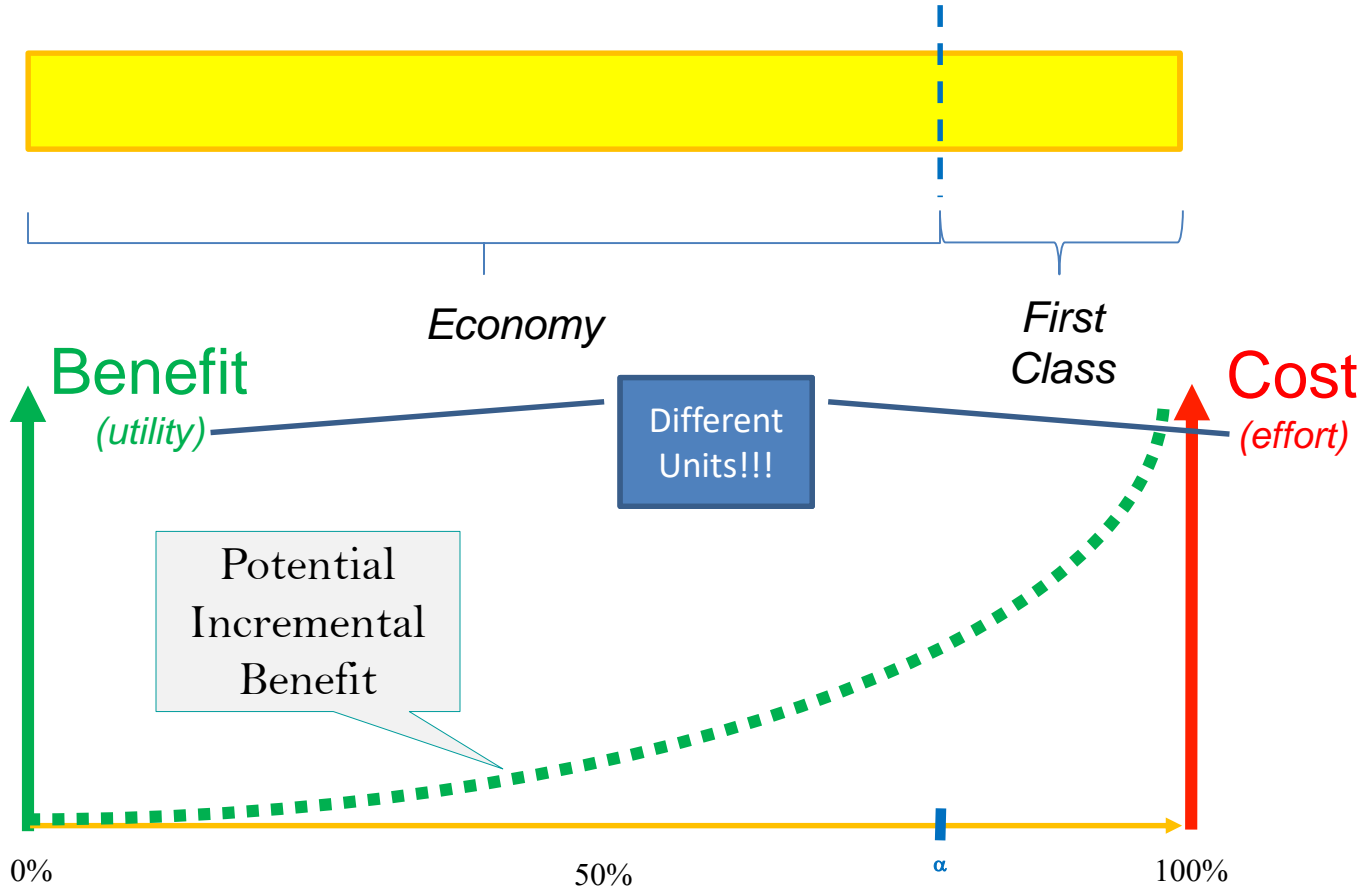 Economy
First
Class
Benefit
(utility)
Different
Units!!!
Cost
(effort)
Potential
Incremental
Benefit
0%
50%
α
100%